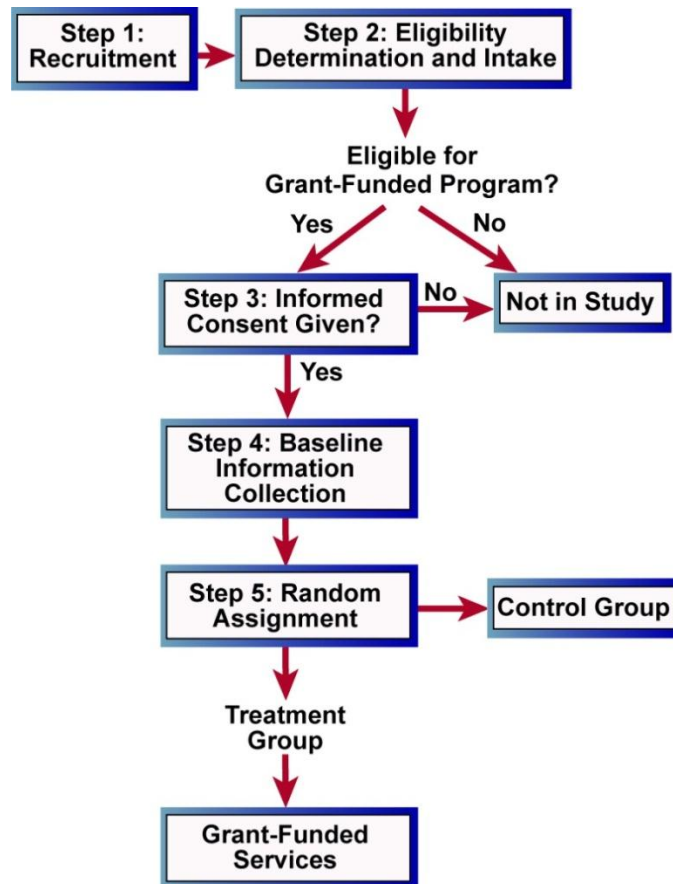 Step 1:
Recruitment
Step 2: Eligibility
Determination and Intake
Eligible for
Grant-Funded Program?
Yes
No
Step 3: Informed
Consent Given?
No
Not in Study
Yes
Step 4: Baseline
Information
Collection
Step 5: Random
Assignment
Control Group
Treatment
Group
Grant-Funded
Services